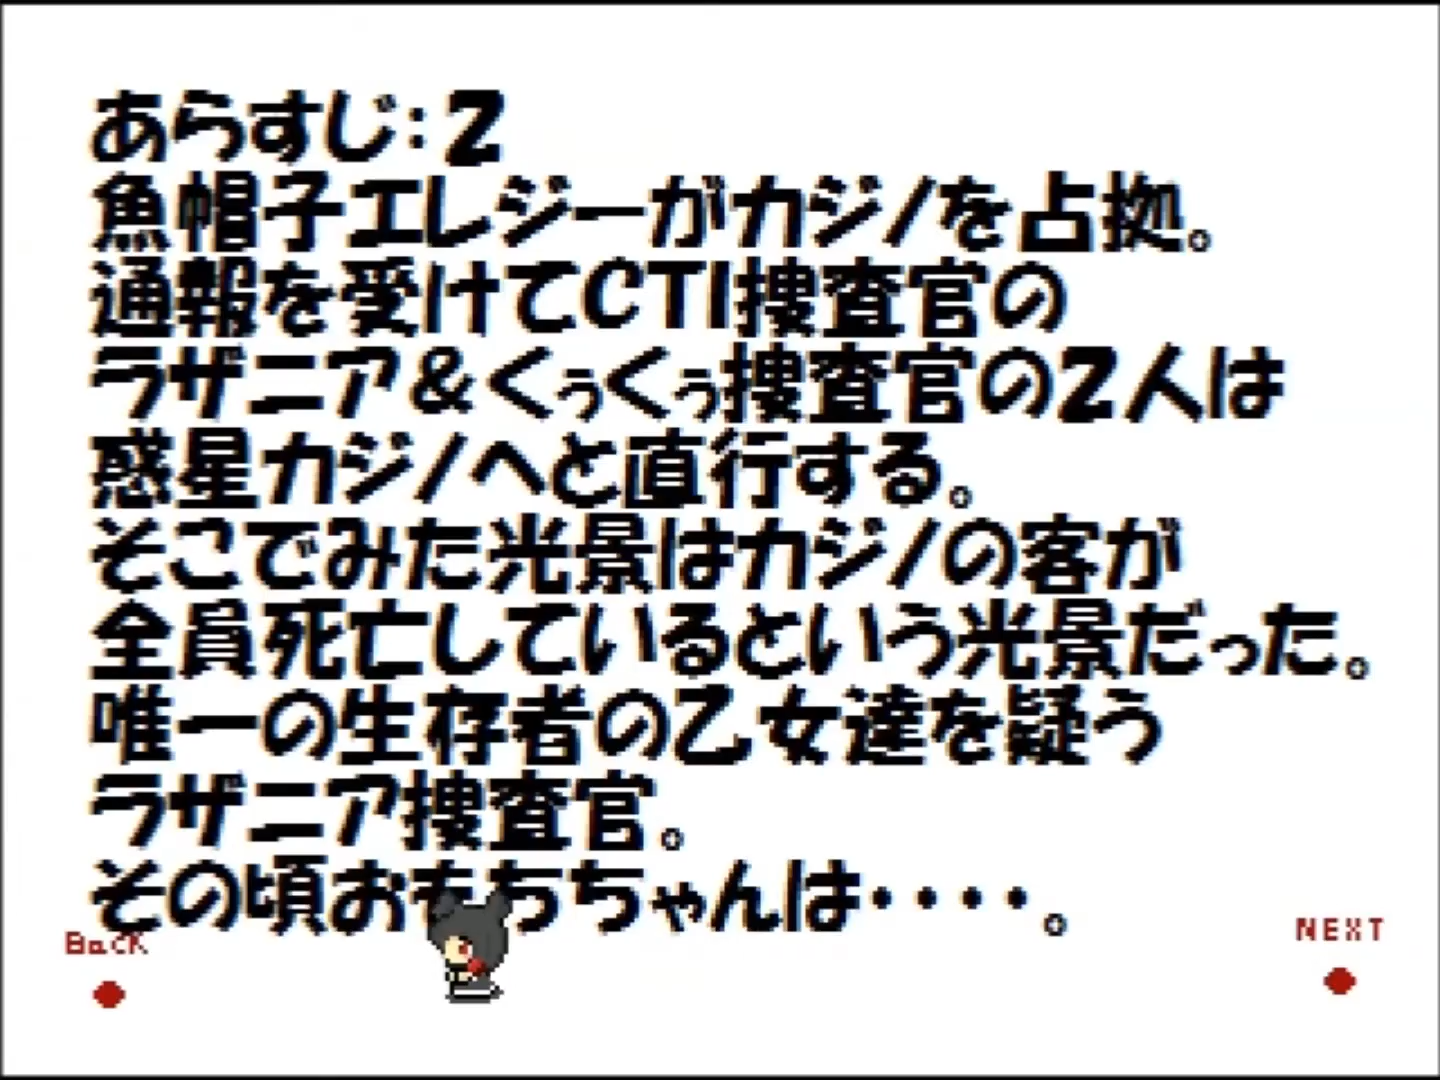 あらすじ：2
魚帽子エレジーがカジノを占拠。
通報を受けてCTI捜査官の
ラザニア＆くぅくぅ捜査官の2人は
惑星カジノへと直行する。
そこでみた光景はカジノの客が
全員死亡しているという光景だった。
唯一の生存者の乙女達を疑う
ラザニア捜査官。
その頃おもちちゃんは・・・・。
BacK
NEXT